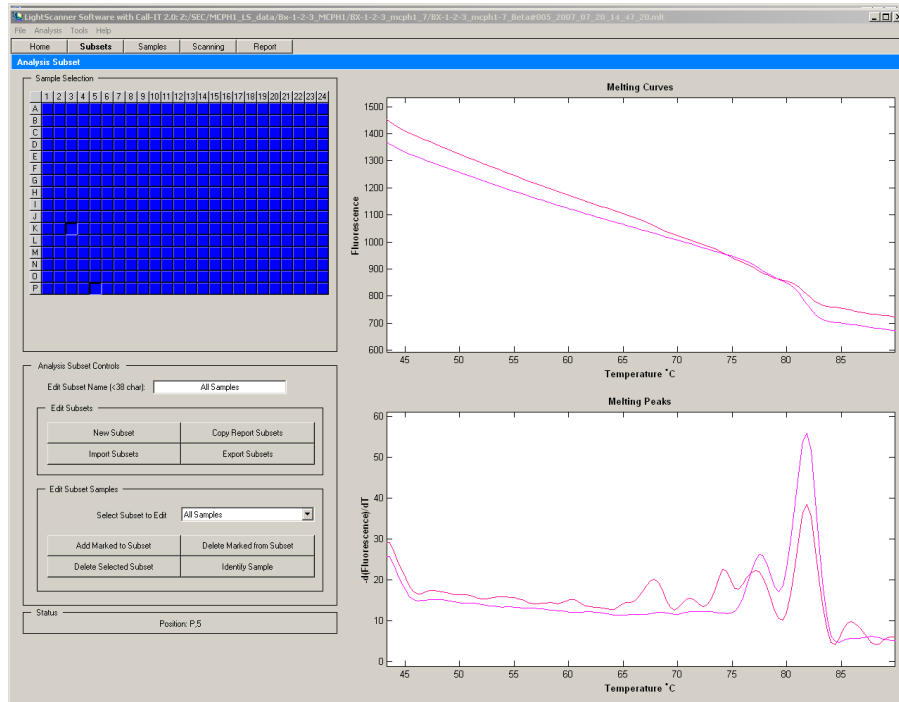 LightScanner Software with Call-IT 2.0: Z:/SEC/MCPH1_LS_data/Bx-1-2-3_MCPH1/BX-1-2-3_mcph1_7/BX-1-2-3_mcph1-7_Beta#005_2007_07_20_14_47_20.mlt
File Analysis Tools Help
Home Subsets Samples Scanning Report
Analysis Subset
Sample Selection
1 2 3 4 5 6 7 8 9 10 11 12 13 14 15 16 17 18 19 20 21 22 23 24
A
B
C
D
E
F
G
H
I
J
K
L
M
N
O
P
Analysis Subset Controls
Edit Subset Name (<38 char): All Samples
Edit Subsets
New Subset Copy Report Subsets
Import Subsets Export Subsets
Edit Subset Samples
Select Subset to Edit All Samples
Add Marked to Subset Delete Marked from Subset
Delete Selected Subset Identify Sample
Status
Position: P,5
Melting Curves
Fluorescence
1500
1400
1300
1200
1100
1000
900
800
700
600
45 50 55 60 65 70 75 80 85
Temperature °C
Melting Peaks
-d(Fluorescence)/dT
60
50
40
30
20
10
0
45 50 55 60 65 70 75 80 85
Temperature °C